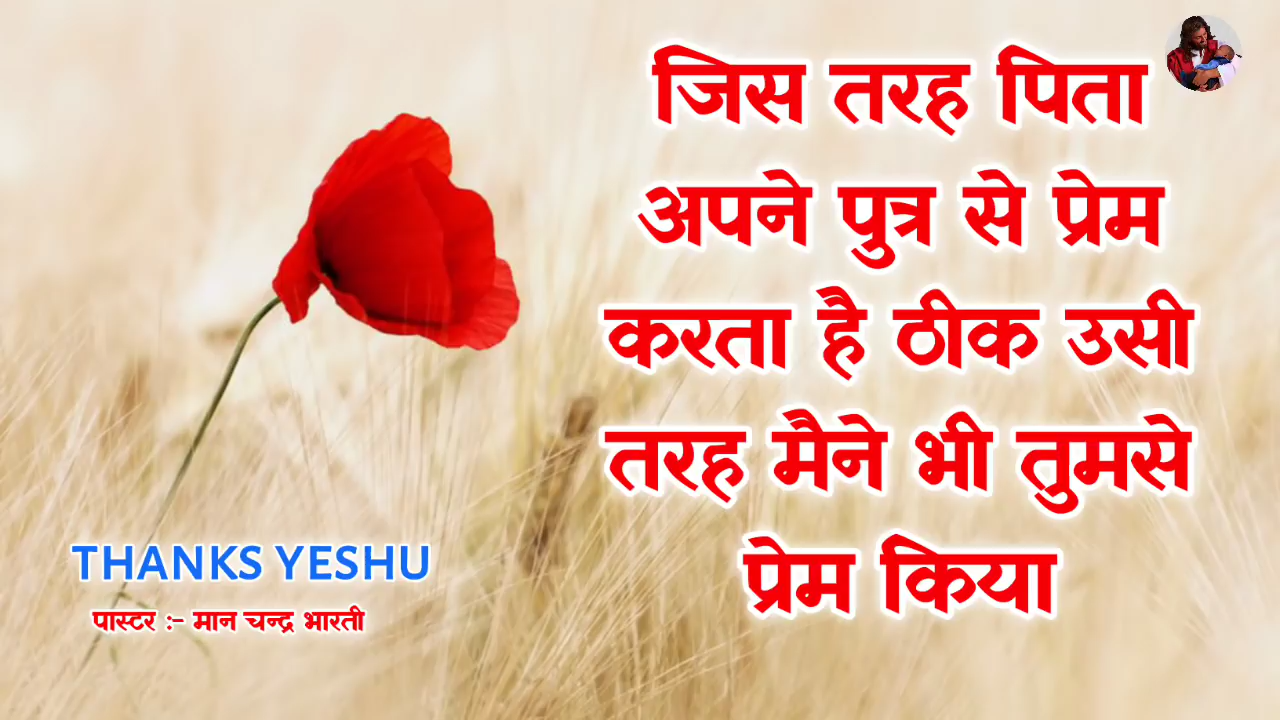 जिस तरह पिता
अपने पुत्र से प्रेम
करता है ठीक उसी
तरह मैने भी तुमसे
प्रेम किया
THANKS YESHU
पास्टर :- मान चन्द्र भारती